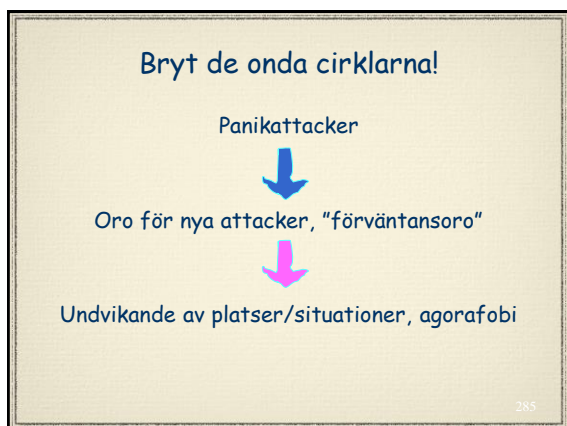 Bryt de onda cirklarna!
Panikattacker
Oro för nya attacker, ”förväntansoro”
Undvikande av platser/situationer, agorafobi
285